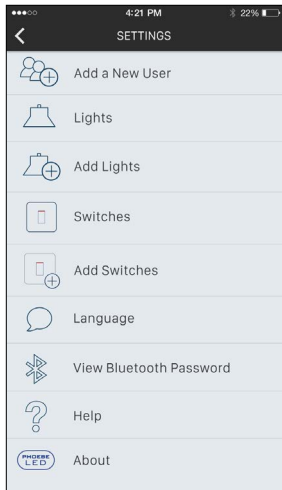 4:21 PM
22%
SETTINGS
Add a New User
Lights
Add Lights
Switches
Add Switches
Language
View Bluetooth Password
Help
PHOEBE
LED
About